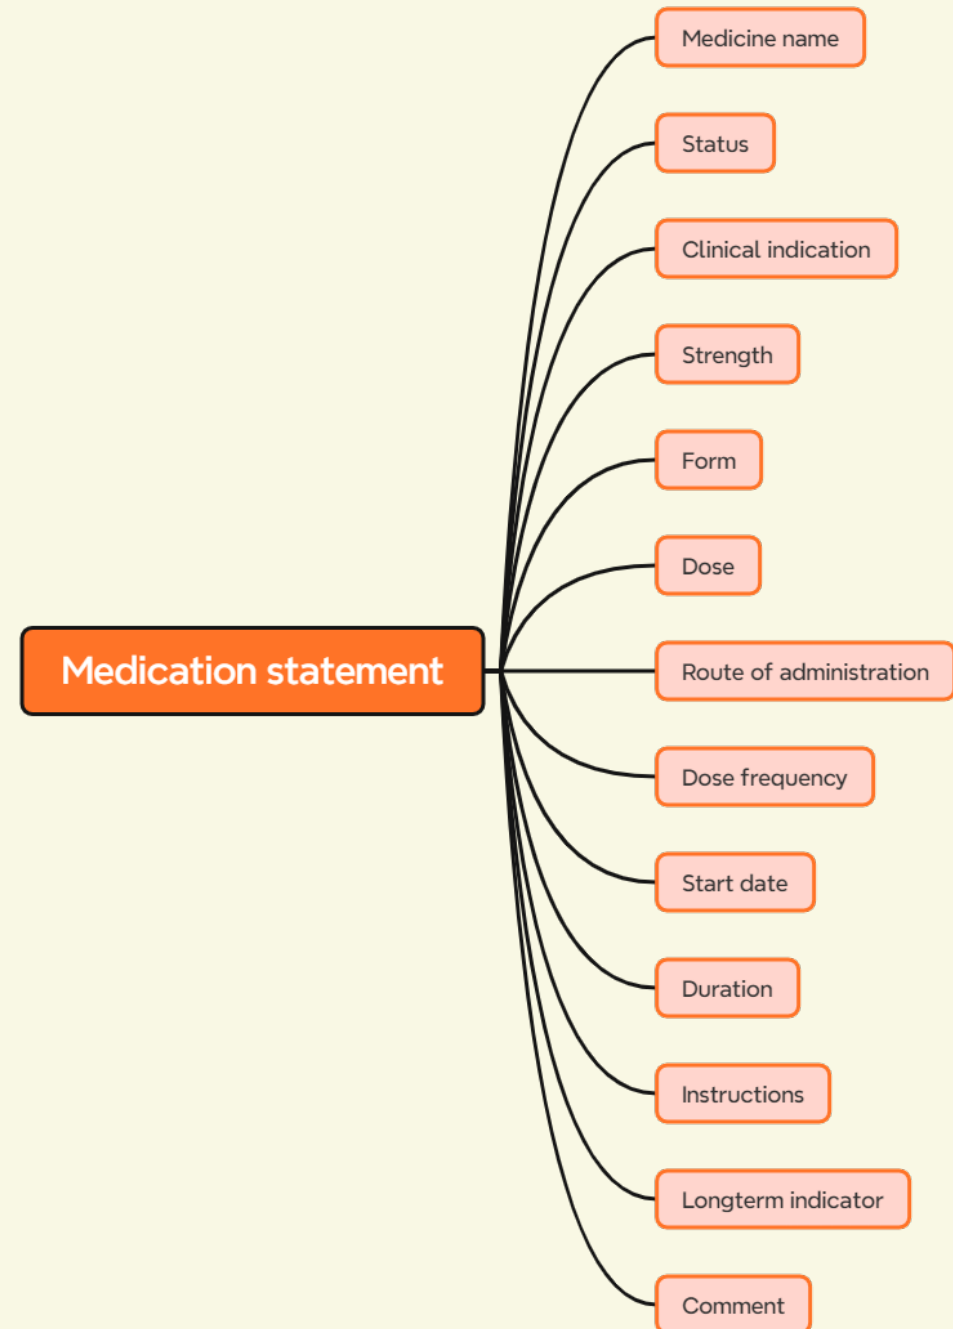 Medicine name
Status
Clinical indication
Strength
Form
Dose
Medication statement
Route of administration
Dose frequency
Start date
Duration
Instructions
Longterm indicator
Comment